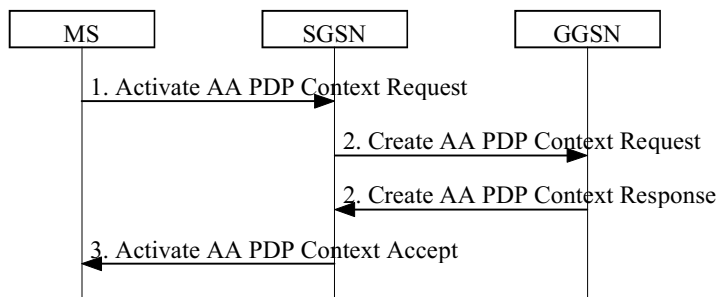 MS
SGSN
GGSN
1. Activate AA PDP Context Request
2. Create AA PDP Context Request
2. Create AA PDP Context Response
3. Activate AA PDP Context Accept